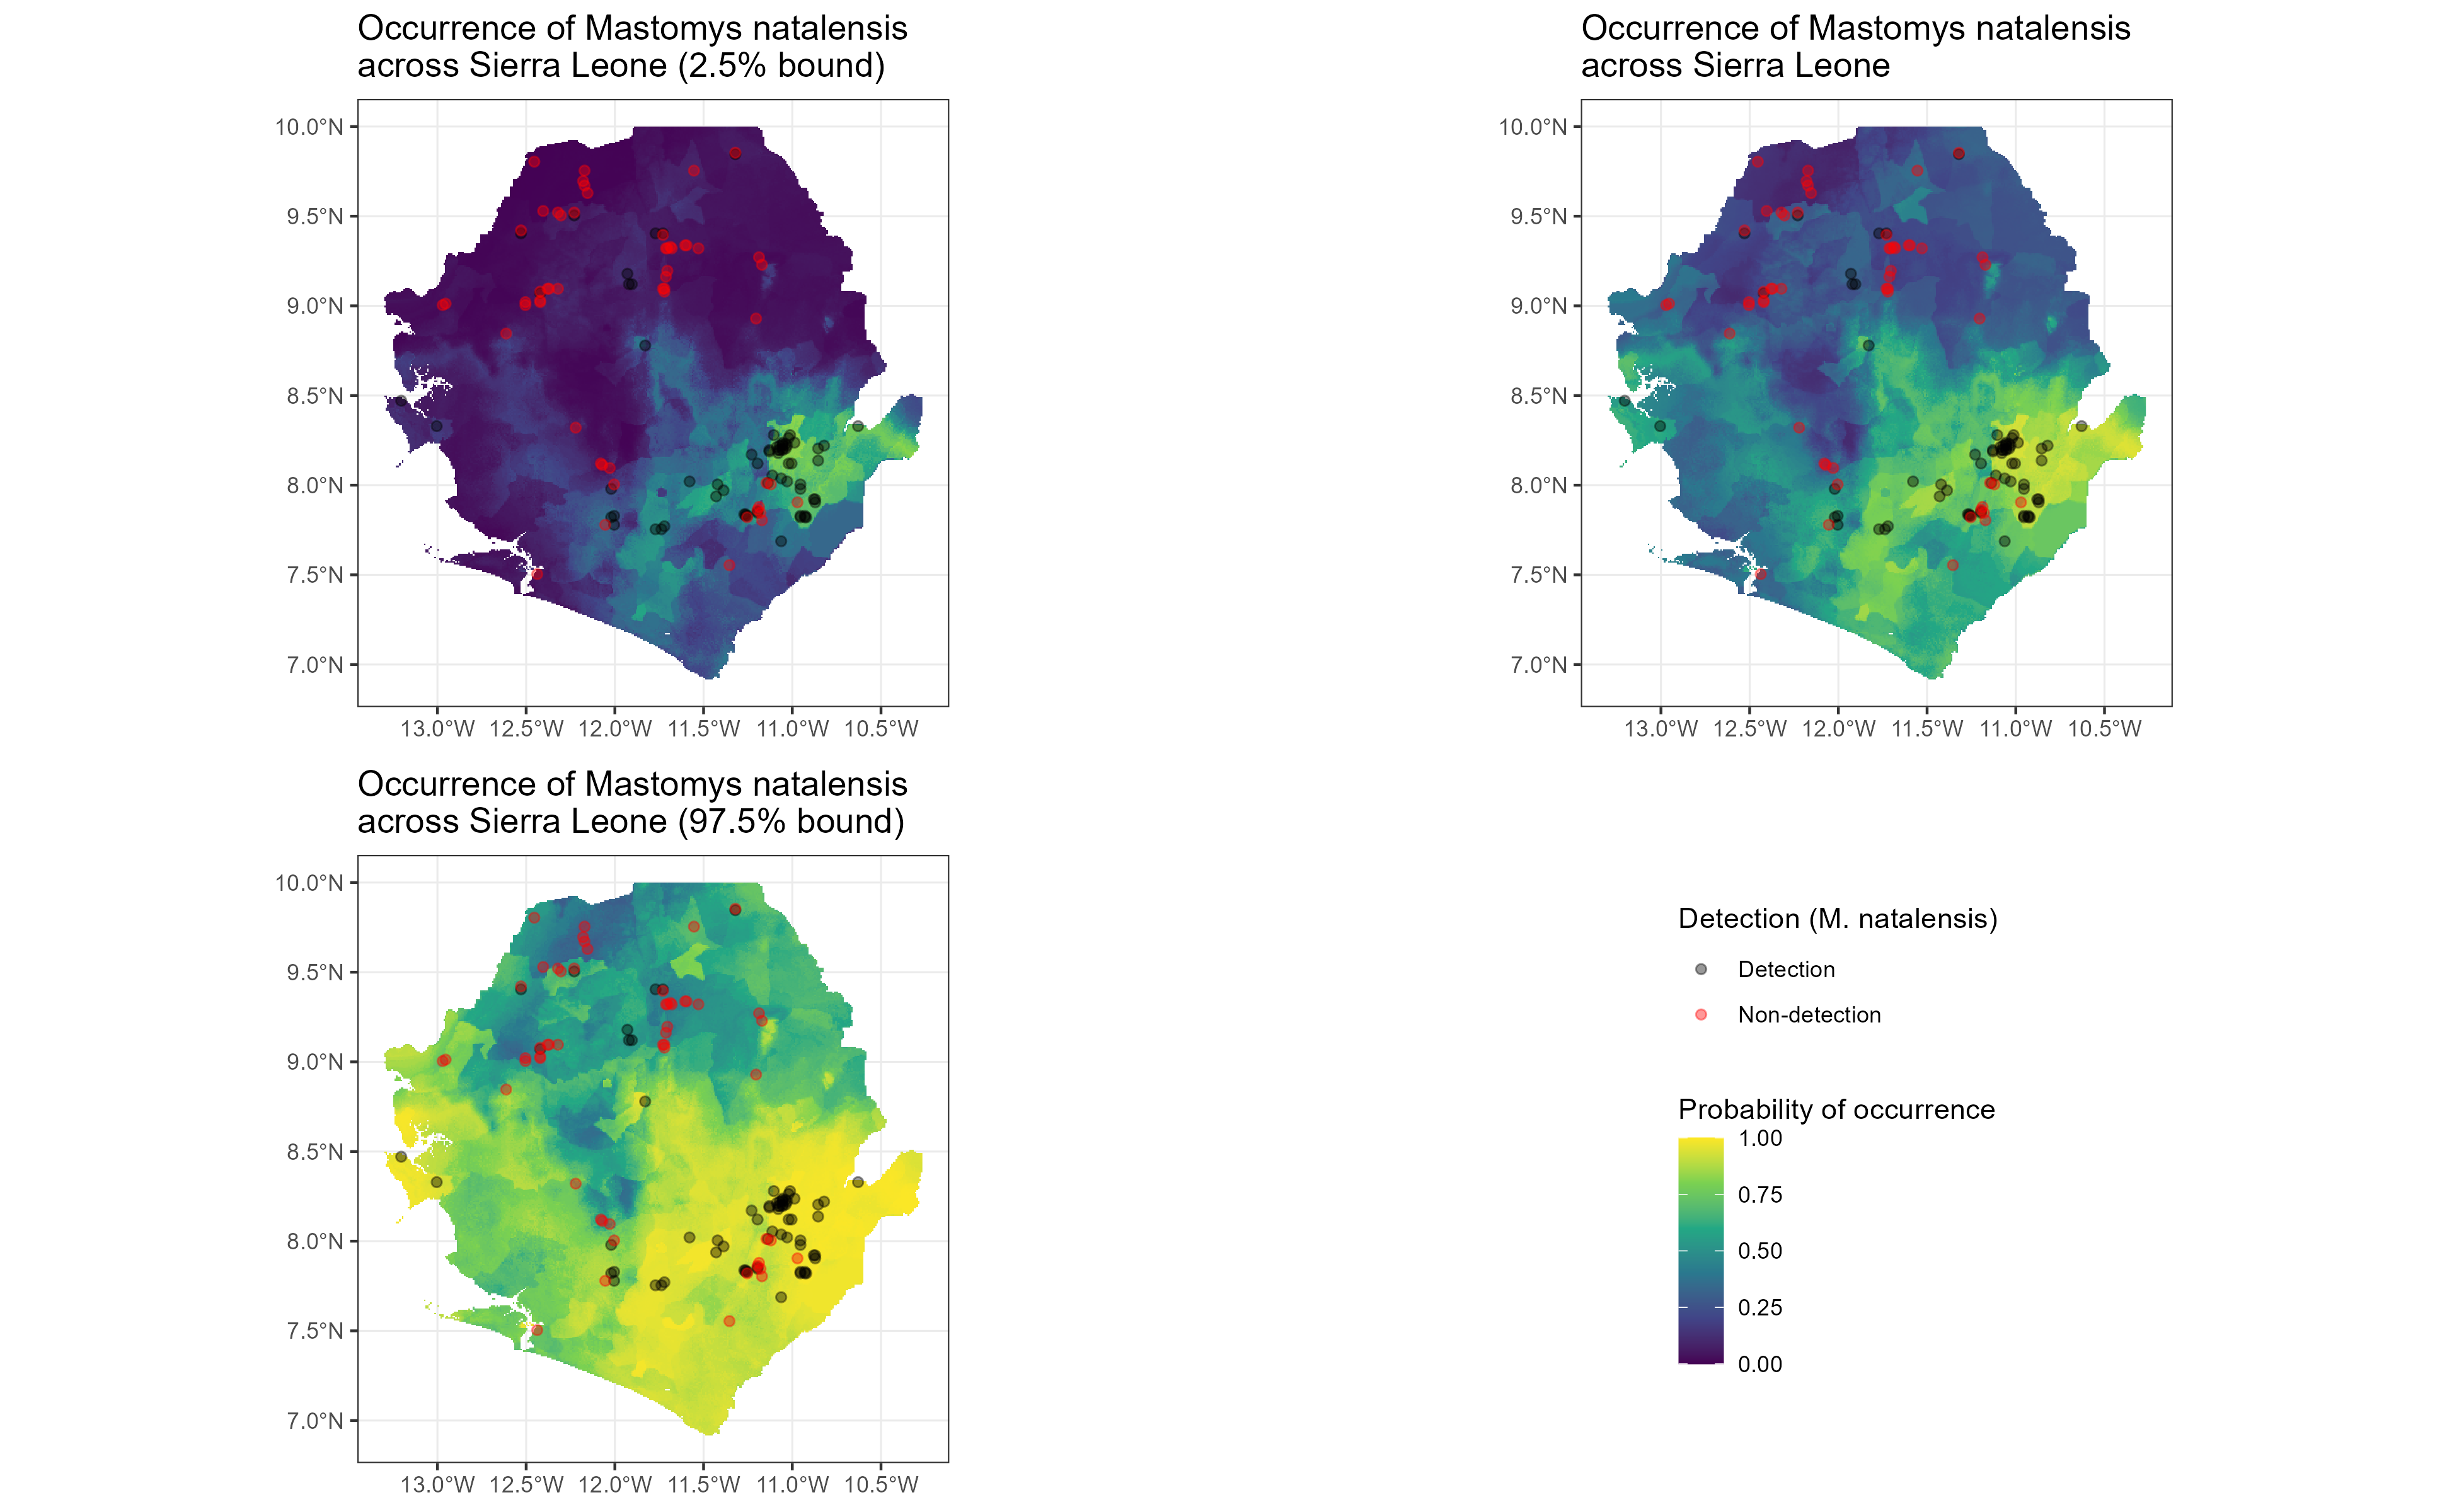 Occurrence of Mastomys natalensis
across Sierra Leone (2.5% bound)
10.0°N
9.5°N
9.0°N
8.5°N
8.0°N
7.5°N
7.0°N
13.0°W 12.5°W 12.0°W 11.5°W 11.0°W 10.5°W
Occurrence of Mastomys natalensis
across Sierra Leone
10.0°N
9.5°N
9.0°N
8.5°N
8.0°N
7.5°N
7.0°N
13.0°W 12.5°W 12.0°W 11.5°W 11.0°W 10.5°W
Occurrence of Mastomys natalensis
across Sierra Leone (97.5% bound)
10.0°N
9.5°N
9.0°N
8.5°N
8.0°N
7.5°N
7.0°N
13.0°W 12.5°W 12.0°W 11.5°W 11.0°W 10.5°W
Detection (M. natalensis)
Detection
Non-detection
Probability of occurrence
1.00
0.75
0.50
0.25
0.00